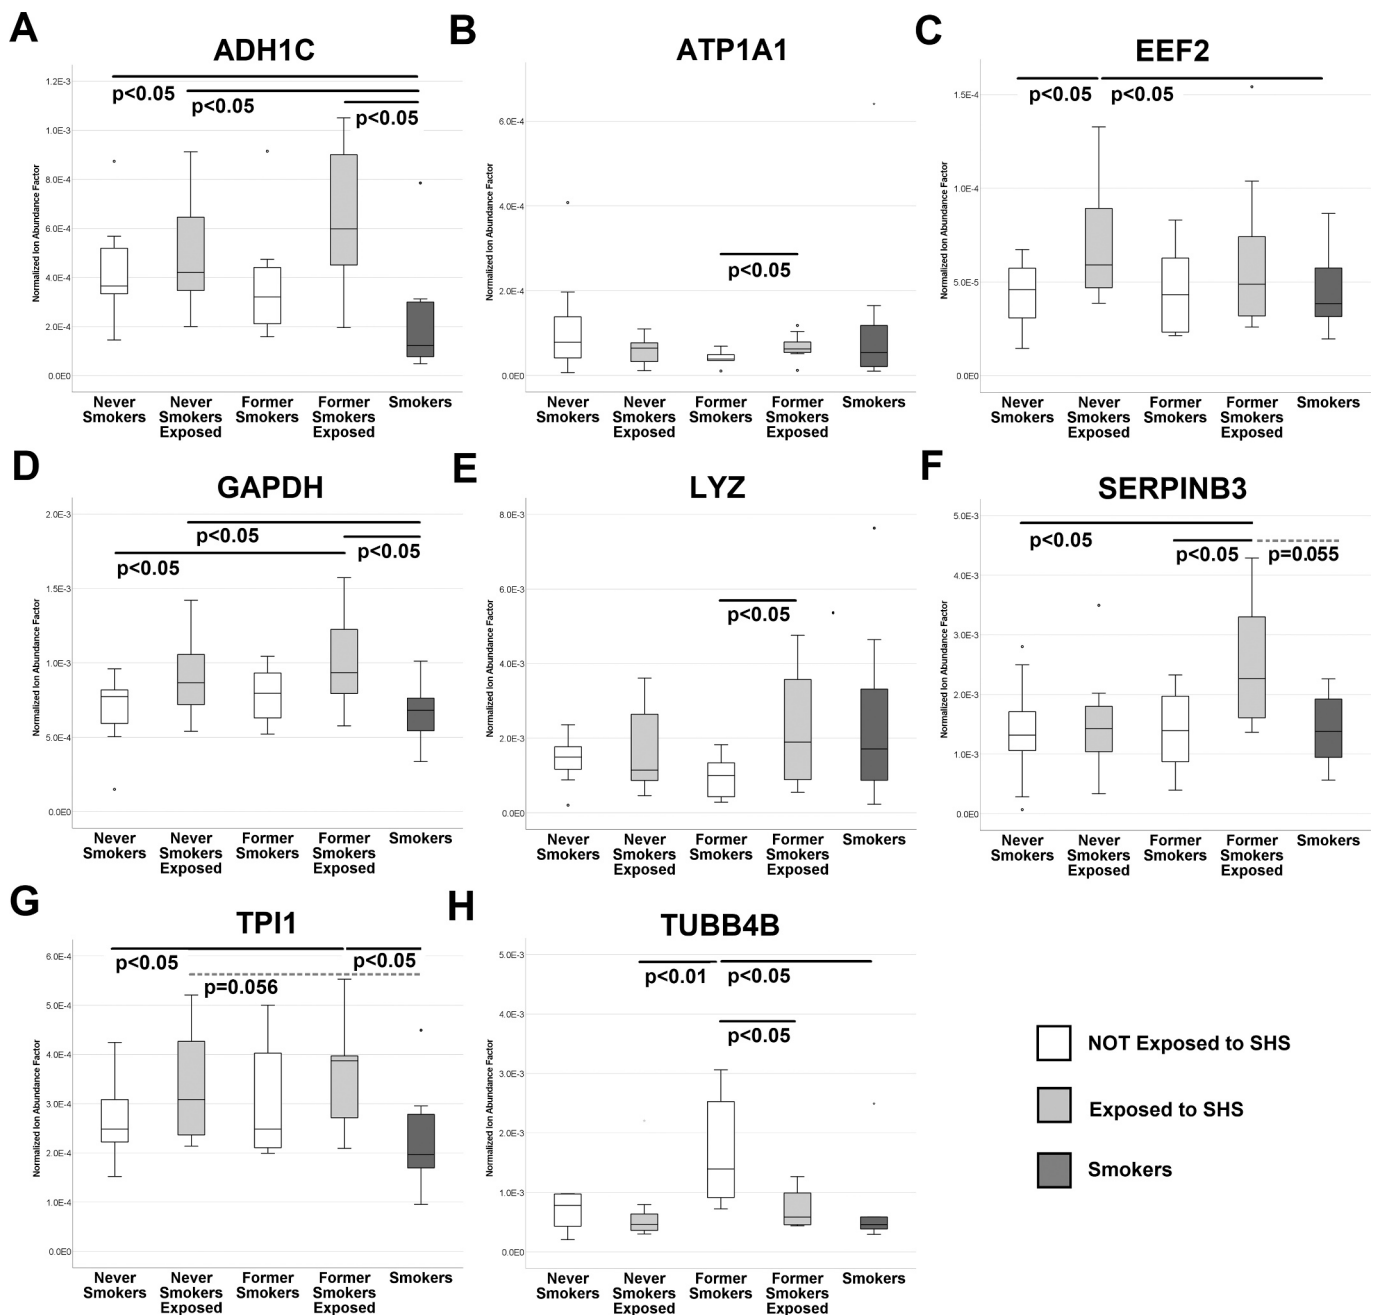 A
ADH1C
Normalized Ion Abundance Factor
1.2E-3
1.0E-3
8.0E-4
6.0E-4
4.0E-4
2.0E-4
0.0E0
p<0.05
p<0.05
p<0.05
Never Smokers
Never Smokers Exposed
Former Smokers
Former Smokers Exposed
Smokers
B
ATP1A1
Normalized Ion Abundance Factor
6.0E-4
4.0E-4
2.0E-4
0.0E0
p<0.05
Never Smokers
Never Smokers Exposed
Former Smokers
Former Smokers Exposed
Smokers
C
EEF2
Normalized Ion Abundance Factor
1.5E-4
1.0E-4
5.0E-5
0.0E0
p<0.05
p<0.05
Never Smokers
Never Smokers Exposed
Former Smokers
Former Smokers Exposed
Smokers
D
GAPDH
Normalized Ion Abundance Factor
2.0E-3
1.5E-3
1.0E-3
5.0E-4
0.0E0
p<0.05
p<0.05
p<0.05
Never Smokers
Never Smokers Exposed
Former Smokers
Former Smokers Exposed
Smokers
E
LYZ
Normalized Ion Abundance Factor
8.0E-3
6.0E-3
4.0E-3
2.0E-3
0.0E0
p<0.05
Never Smokers
Never Smokers Exposed
Former Smokers
Former Smokers Exposed
Smokers
F
SERPINB3
Normalized Ion Abundance Factor
5.0E-3
4.0E-3
3.0E-3
2.0E-3
1.0E-3
0.0E0
p<0.05
p<0.05
p=0.055
Never Smokers
Never Smokers Exposed
Former Smokers
Former Smokers Exposed
Smokers
G
TPI1
Normalized Ion Abundance Factor
6.0E-4
5.0E-4
4.0E-4
3.0E-4
2.0E-4
1.0E-4
0.0E0
p<0.05
p<0.05
p=0.056
Never Smokers
Never Smokers Exposed
Former Smokers
Former Smokers Exposed
Smokers
H
TUBB4B
Normalized Ion Abundance Factor
5.0E-3
4.0E-3
3.0E-3
2.0E-3
1.0E-3
0.0E0
p<0.01
p<0.05
p<0.05
Never Smokers
Never Smokers Exposed
Former Smokers
Former Smokers Exposed
Smokers
NOT Exposed to SHS
Exposed to SHS
Smokers